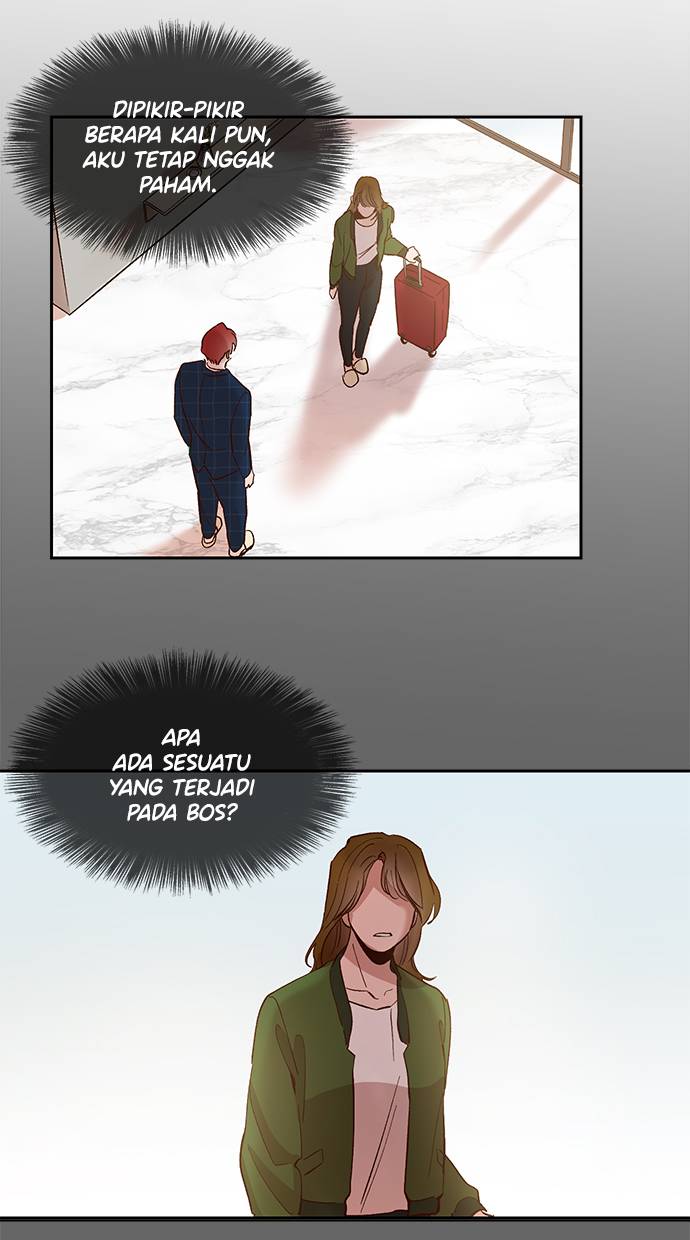 DIPIKIR-PIKIR
BERAPA KALI PUN,
AKU TETAP NGGAK
PAHAM.
APA
ADA SESUATU
YANG TERJADI
PADA BOS?